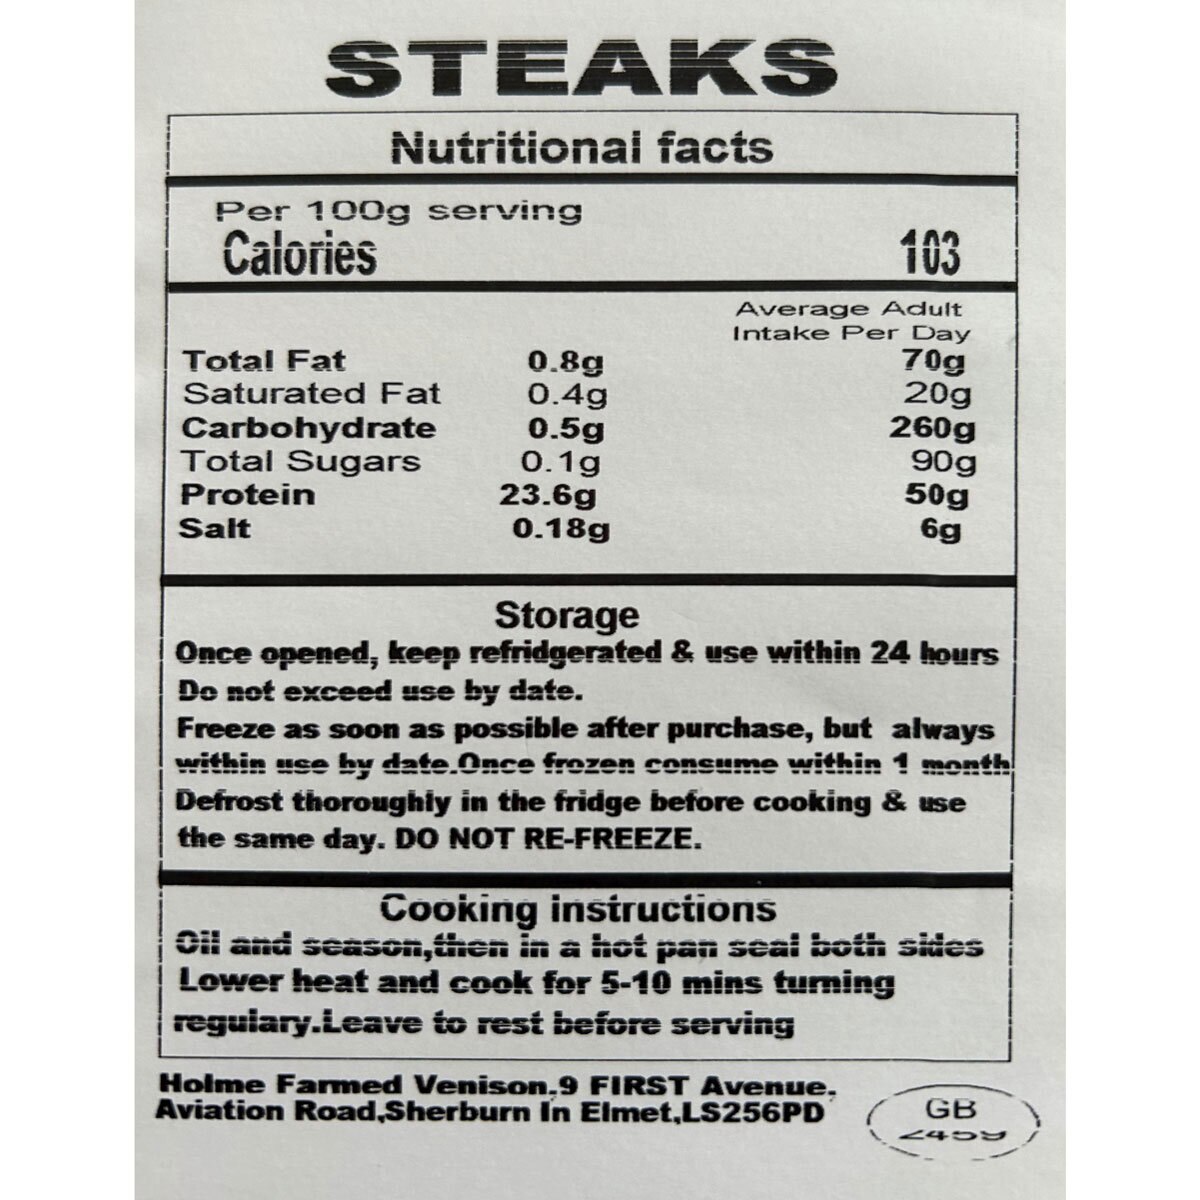 STEAKS
Nutritional facts
Per 100g serving
Calories 103
Average Adult
Intake Per Day
Total Fat 0.8g 70g
Saturated Fat 0.4g 20g
Carbohydrate 0.5g 260g
Total Sugars 0.1g 90g
Protein 23.6g 50g
Salt 0.18g 6g
Storage
Once opened, keep refridgerated & use within 24 hours
Do not exceed use by date.
Freeze as soon as possible after purchase, but always
within use by date.Once frozen consume within 1 month
Defrost thoroughly in the fridge before cooking & use
the same day. DO NOT RE-FREEZE.
Cooking instructions
Oil and season,then in a hot pan seal both sides
Lower heat and cook for 5-10 mins turning
regulary.Leave to rest before serving
Holme Farmed Venison,9 FIRST Avenue,
Aviation Road,Sherburn In Elmet,LS256PD
GB